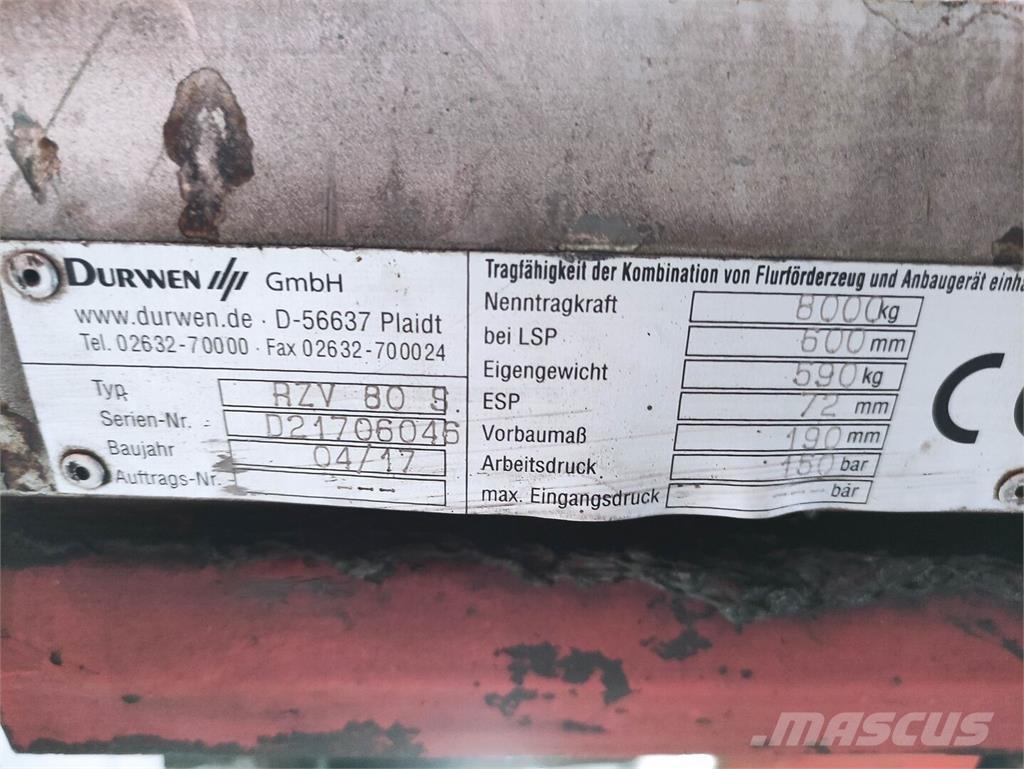 DURWEN GmbH
www.durwen.de · D-56637 Plaidt
Tel. 02632-70000 · Fax 02632-700024
Typ RZV 80 S
Serien-Nr. D21706046
Baujahr 04/17
Auftrags-Nr. ---
Tragfähigkeit der Kombination von Flurförderzeug und Anbaugerät
Nenntragkraft 8000 kg
bei LSP 600 mm
Eigengewicht 590 kg
ESP 72 mm
Vorbaumaß 190 mm
Arbeitsdruck 150 bar
max. Eingangsdruck --- bar
CE
MASCUS